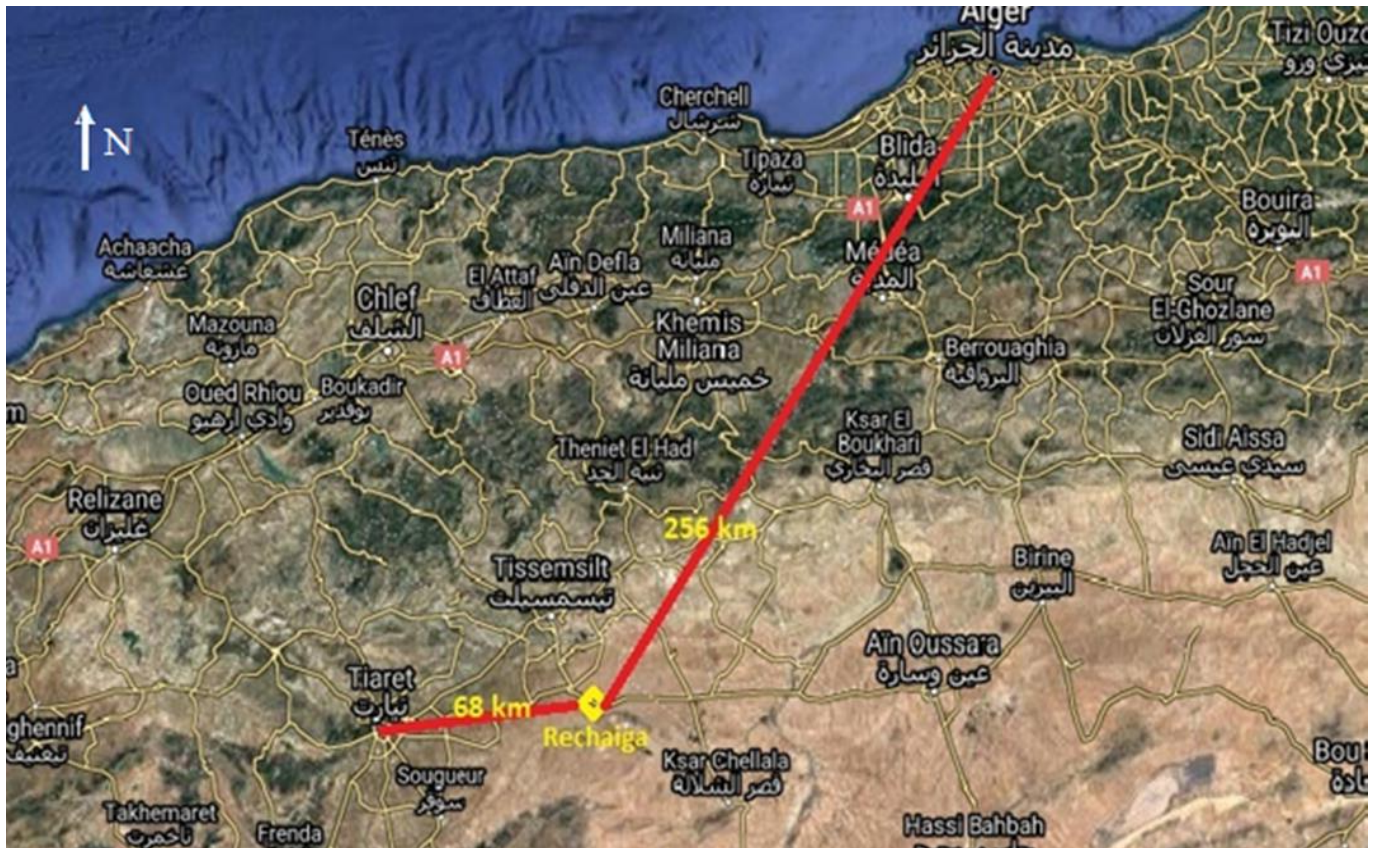 Alger
مدينة الجزائر
Tizi Ouzo
تيزي وزو
Cherchell
شرشال
N
Ténès
تنس
Tipaza
تيبازة
Blida
البليدة
A1
Bouira
البويرة
Achaacha
عشعاشة
Miliana
مليانة
Médéa
المدية
A1
El Attaf
العطاف
Aïn Defla
عين الدفلى
Chlef
الشلف
Sour
El-Ghozlane
سور الغزلان
Mazouna
مازونة
Khemis
Miliana
خميس مليانة
A1
Berrouaghia
البرواقية
Oued Rhiou
وادي ارهيو
Boukadir
بوقدير
m
Ksar El
Boukhari
قصر البخاري
Theniet El Had
ثنية الحد
Sidi Aissa
سيدي عيسى
Relizane
غليزان
A1
256 km
Aïn El Hadjel
عين الحجل
Birine
البيرين
Tissemsilt
تيسمسيلت
Aïn Oussara
عين وسارة
a
Tiaret
تيارت
68 km
ghennif
تيغنيف
Rechaiga
Ksar Chellala
قصر الشلالة
Bou
عادة
Sougueur
سوقر
Takhemaret
تاخمرت
Frenda
Hassi Bahbah